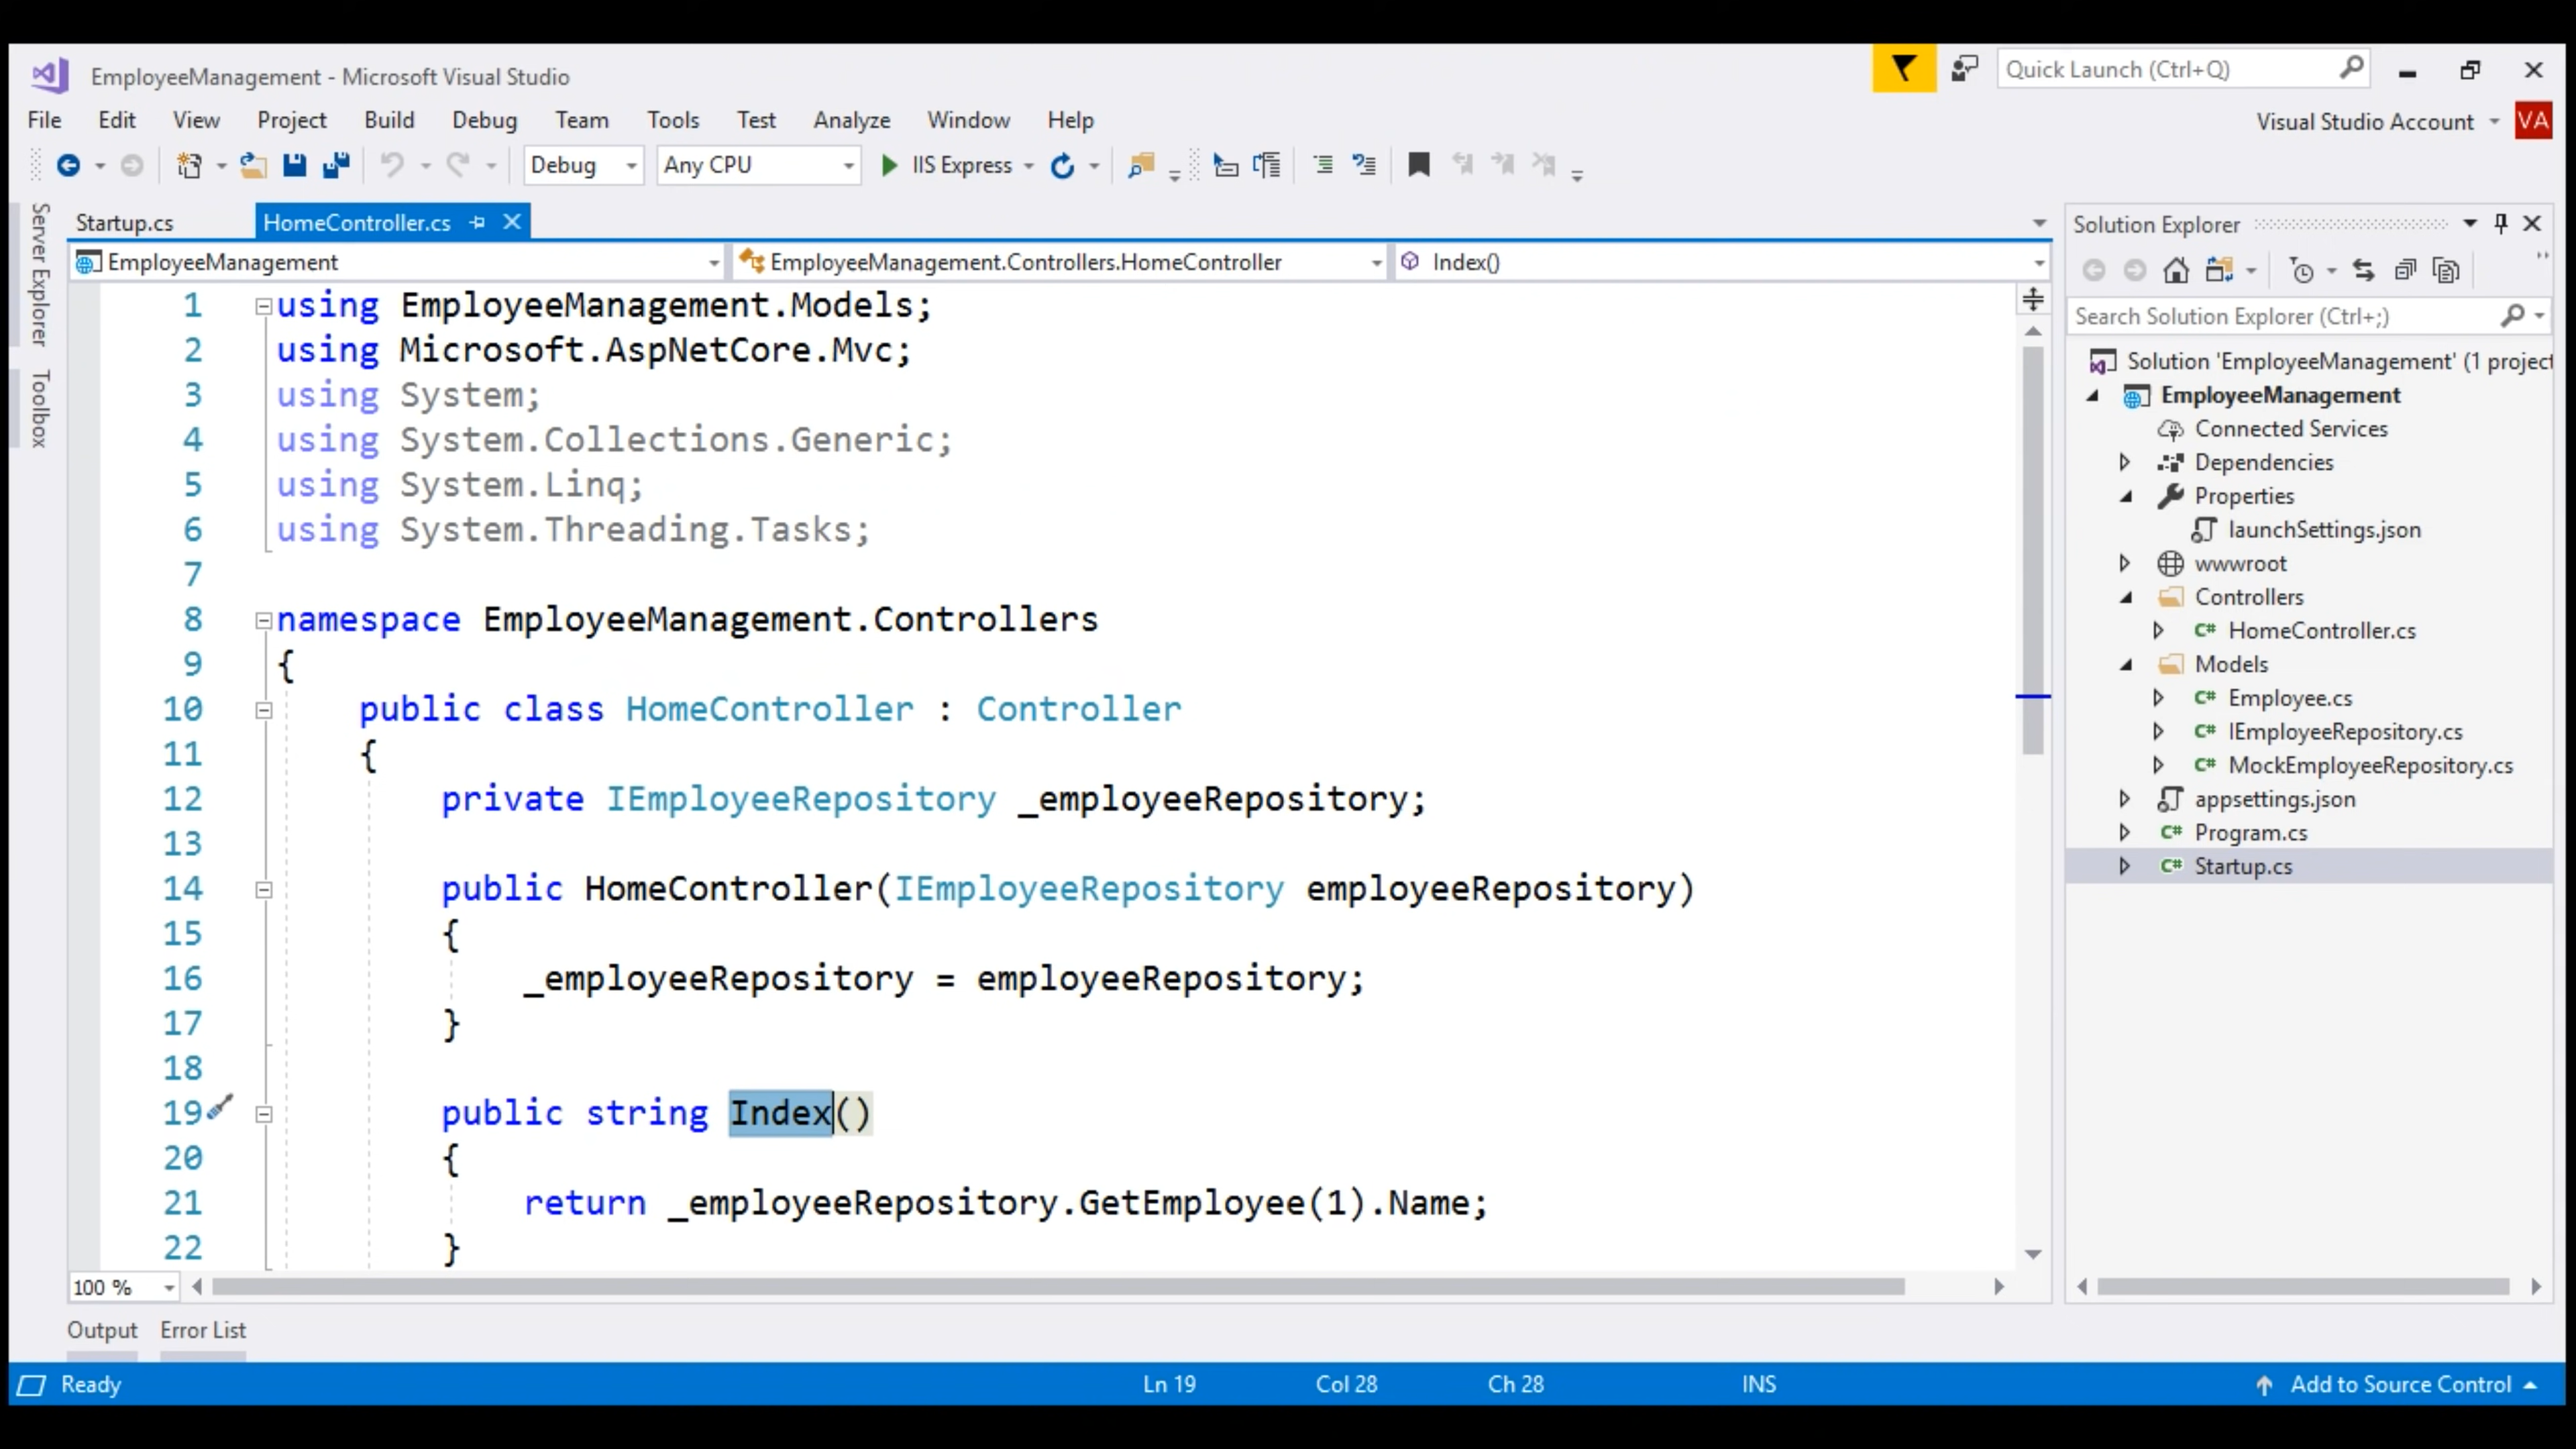 EmployeeManagement - Microsoft Visual Studio
Quick Launch (Ctrl+Q)
File Edit View Project Build Debug Team Tools Test Analyze Window Help
Visual Studio Account VA
Debug Any CPU IIS Express
Server Explorer
Toolbox
Startup.cs HomeController.cs
EmployeeManagement EmployeeManagement.Controllers.HomeController Index()
1 using EmployeeManagement.Models;
2 using Microsoft.AspNetCore.Mvc;
3 using System;
4 using System.Collections.Generic;
5 using System.Linq;
6 using System.Threading.Tasks;
7
8 namespace EmployeeManagement.Controllers
9 {
10 public class HomeController : Controller
11 {
12 private IEmployeeRepository _employeeRepository;
13
14 public HomeController(IEmployeeRepository employeeRepository)
15 {
16 _employeeRepository = employeeRepository;
17 }
18
19 public string Index()
20 {
21 return _employeeRepository.GetEmployee(1).Name;
22 }
100 %
Solution Explorer
Search Solution Explorer (Ctrl+;)
Solution 'EmployeeManagement' (1 project
EmployeeManagement
Connected Services
Dependencies
Properties
launchSettings.json
wwwroot
Controllers
C# HomeController.cs
Models
C# Employee.cs
C# IEmployeeRepository.cs
C# MockEmployeeRepository.cs
appsettings.json
C# Program.cs
C# Startup.cs
Output Error List
Ready Ln 19 Col 28 Ch 28 INS Add to Source Control